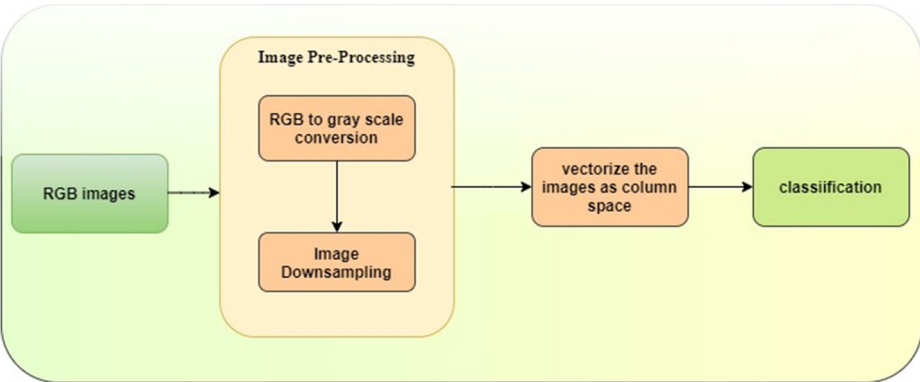 Image Pre-Processing
RGB to gray scale
conversion
RGB images
vectorize the
images as column
space
classiification
Image
Downsampling